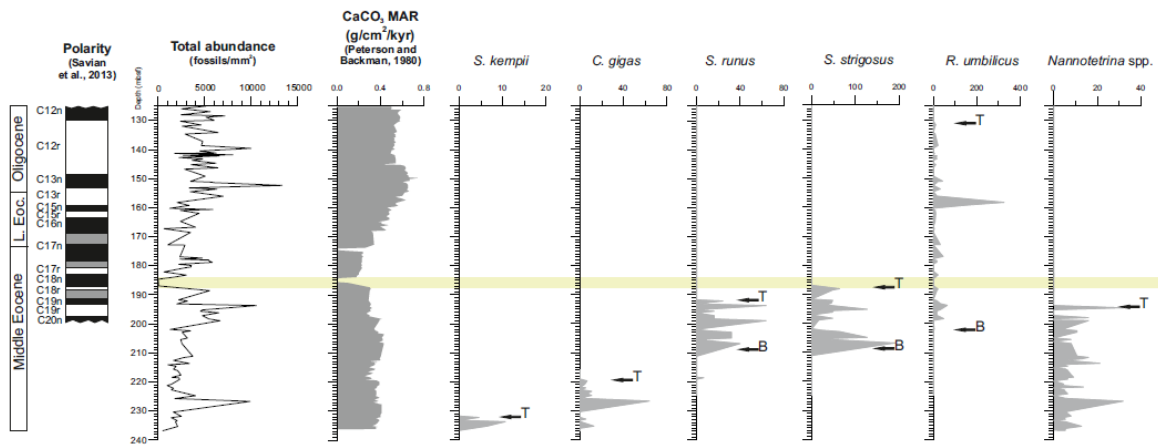 CaCO₃ MAR
(g/cm²/kyr)
(Peterson and
Backman, 1980)
Polarity
(Savian
et al., 2013)
Total abundance
(fossils/mm²)
S. kempii
C. gigas
S. runus
S. strigosus
R. umbilicus
Nannotetrina spp.
0 5000 10000 15000
Depth (mbsf)
0.0 0.4 0.8
0 10 20
0 40 80
0 40 80
0 100 200
0 200 400
0 20 40
Oligocene
L. Eoc.
Middle Eocene
C12n
C12r
C13n
C13r
C15n
C15r
C16n
C17n
C17r
C18n
C18r
C19n
C19r
C20n
130
140
150
160
170
180
190
200
210
220
230
240
T
T
T
B
T
B
T
B
T